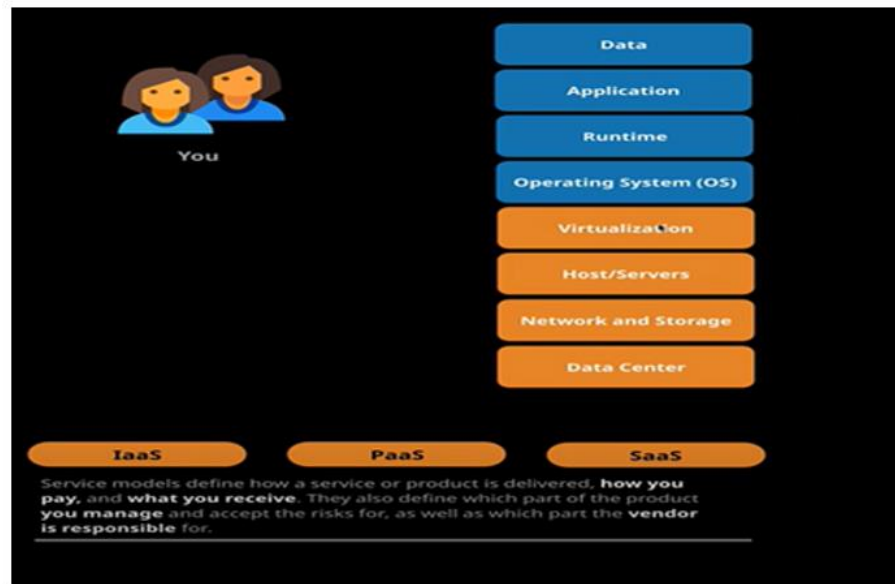 You
Data
Application
Runtime
Operating System (OS)
Virtualization
Host/Servers
Network and Storage
Data Center
IaaS
PaaS
SaaS
Service models define how a service or product is delivered, how you
pay, and what you receive. They also define which part of the product
you manage and accept the risks for, as well as which part the vendor
is responsible for.